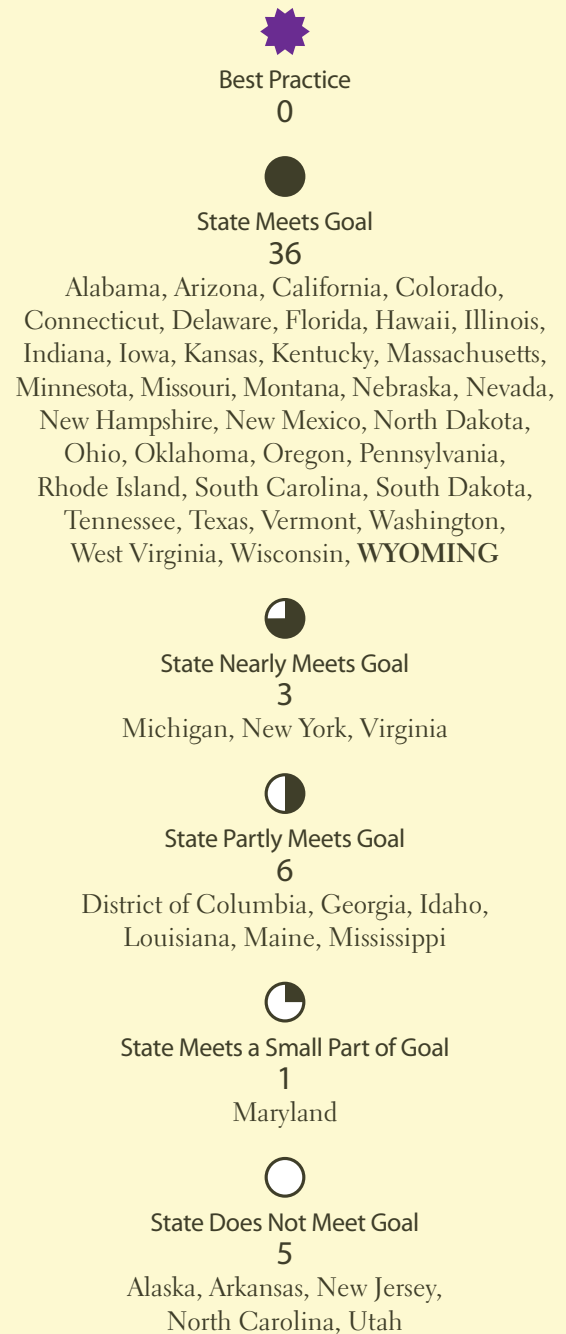 Best Practice
0
State Meets Goal
36
Alabama, Arizona, California, Colorado,
Connecticut, Delaware, Florida, Hawaii, Illinois,
Indiana, Iowa, Kansas, Kentucky, Massachusetts,
Minnesota, Missouri, Montana, Nebraska, Nevada,
New Hampshire, New Mexico, North Dakota,
Ohio, Oklahoma, Oregon, Pennsylvania,
Rhode Island, South Carolina, South Dakota,
Tennessee, Texas, Vermont, Washington,
West Virginia, Wisconsin, WYOMING
State Nearly Meets Goal
3
Michigan, New York, Virginia
State Partly Meets Goal
6
District of Columbia, Georgia, Idaho,
Louisiana, Maine, Mississippi
State Meets a Small Part of Goal
1
Maryland
State Does Not Meet Goal
5
Alaska, Arkansas, New Jersey,
North Carolina, Utah